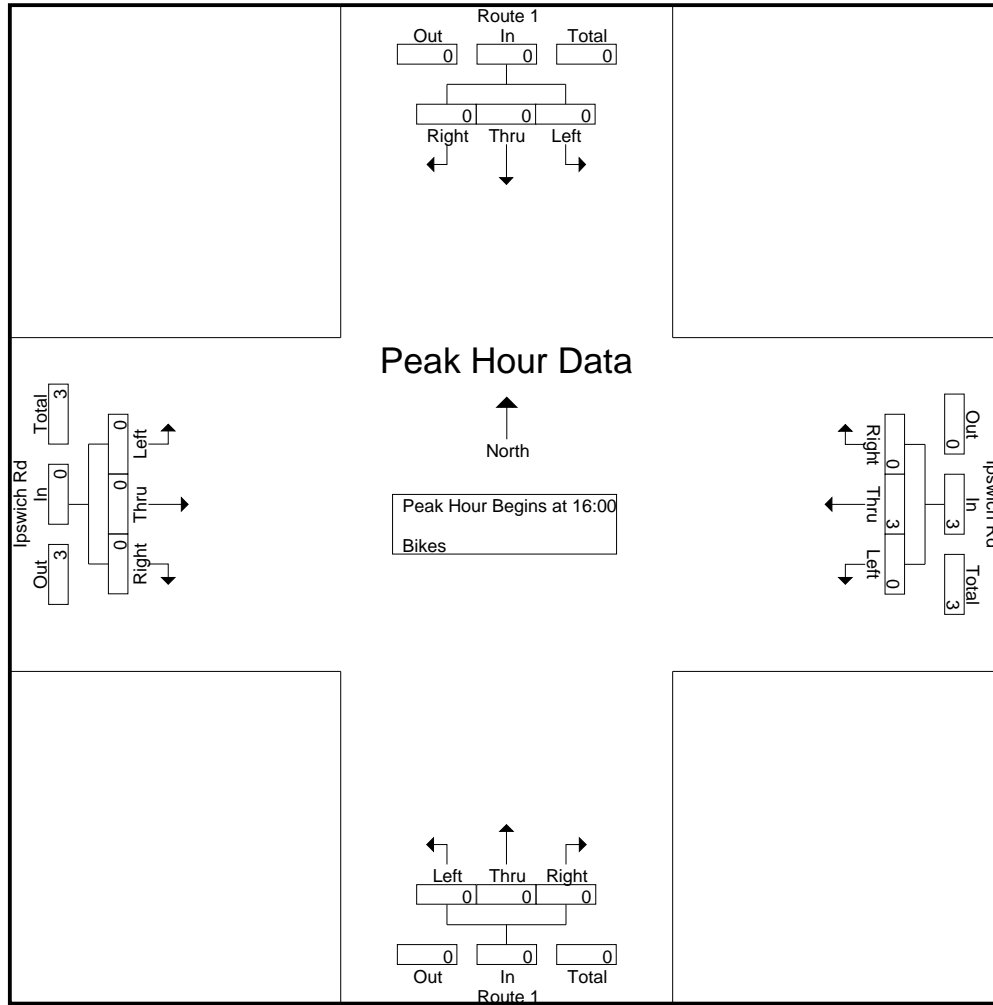 Route 1
Out In Total
0 0 0
0 0 0
Right Thru Left
Peak Hour Data
North
Peak Hour Begins at 16:00
Bikes
Ipswich Rd
Total In Out
3 0 3
0 0 0
Left Thru Right
Right Thru Left
0 3 0
Out In Total
0 3 3
Ipswich Rd
Left Thru Right
0 0 0
0 0 0
Out In Total
Route 1